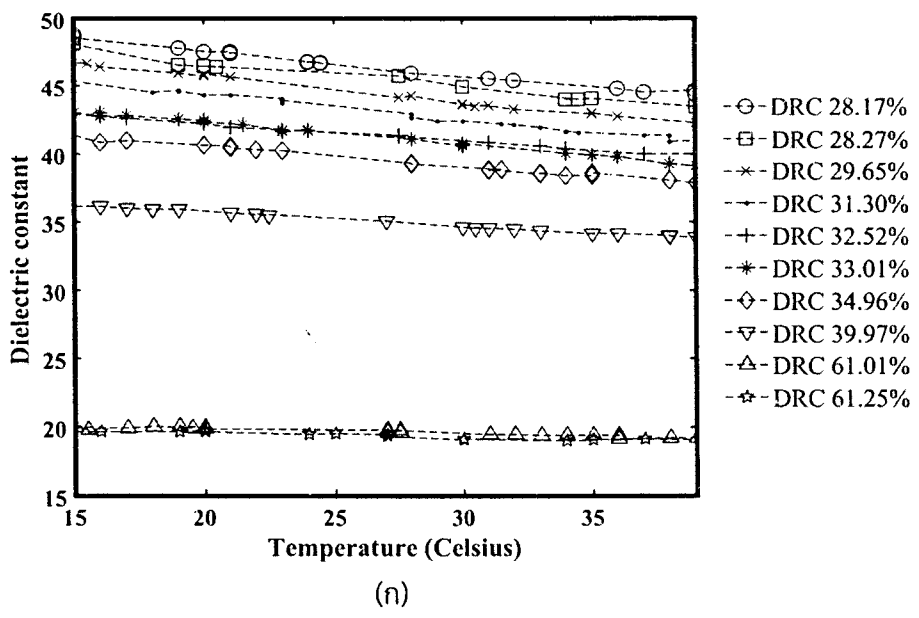 50
45
40
35
30
25
20
15
Dielectric constant
15
20
25
30
35
Temperature (Celsius)
DRC 28.17%
DRC 28.27%
DRC 29.65%
DRC 31.30%
DRC 32.52%
DRC 33.01%
DRC 34.96%
DRC 39.97%
DRC 61.01%
DRC 61.25%
(ก)